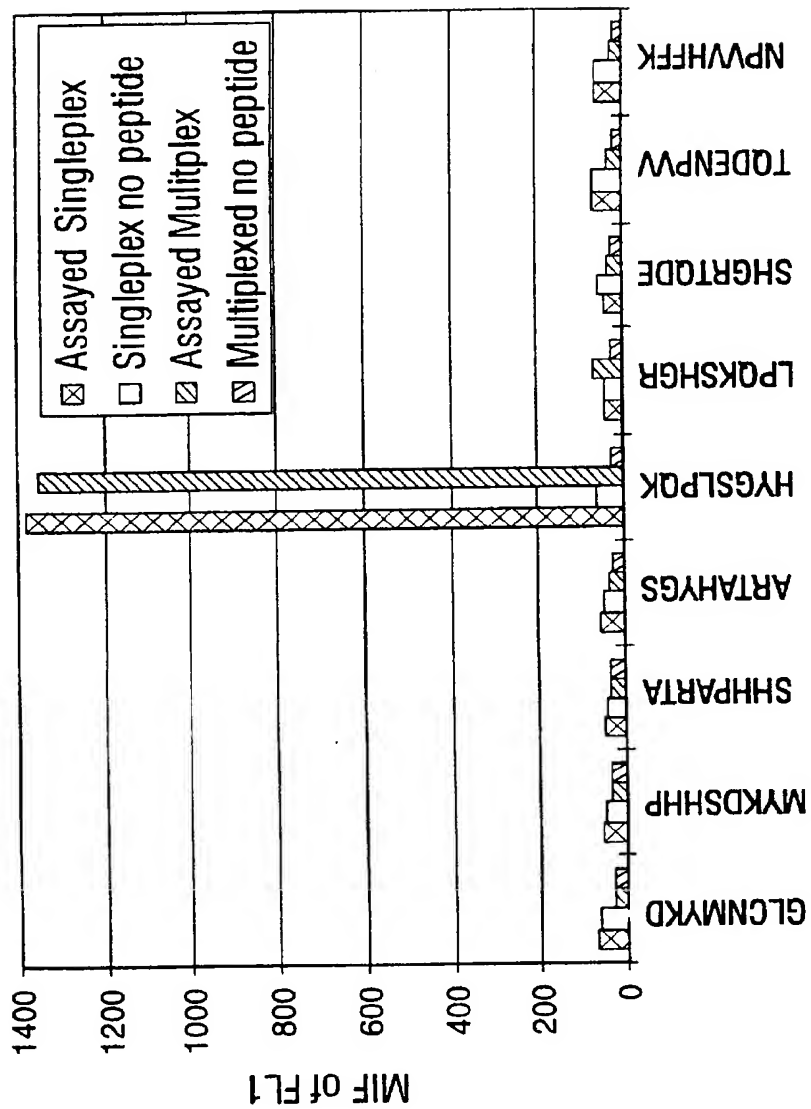 MIF of FL1
1400
1200
1000
800
600
400
200
0
Assayed Singleplex
Singleplex no peptide
Assayed Mulitplex
Multiplexed no peptide
GLCNMYKD
MYKDSHHP
SHHPARTA
ARTAHYGS
HYGSLPQK
LPQKSHGR
SHGRTQDE
TQDENPVV
NPVVHFFK